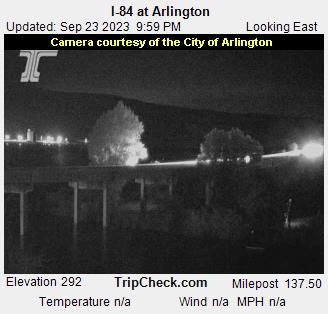 I-84 at Arlington
Updated: Sep 23 2023 9:59 PM Looking East
Camera courtesy of the City of Arlington
Elevation 292 TripCheck.com Milepost 137.50
Temperature n/a Wind n/a MPH n/a